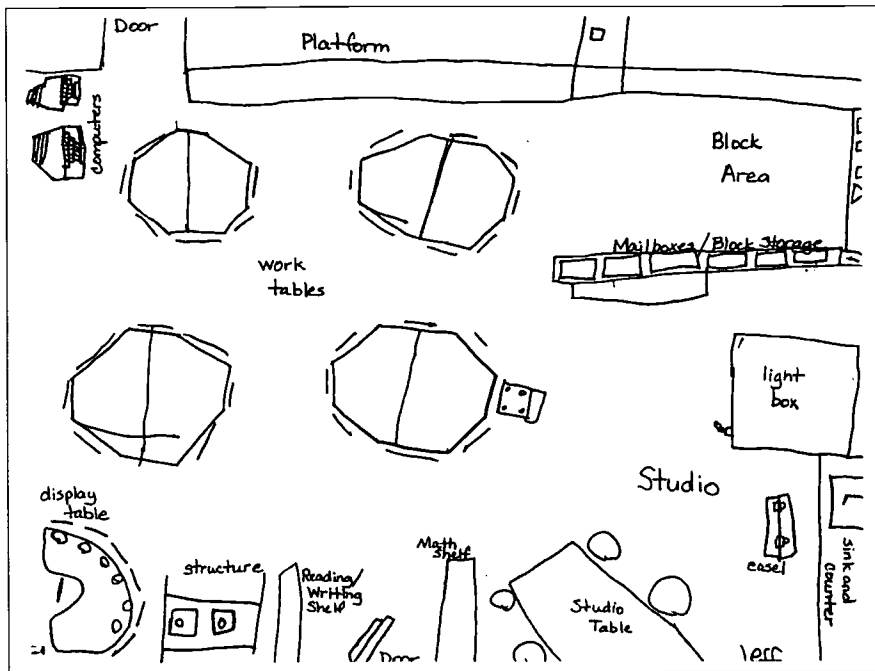 Door
Platform
computers
Block
Area
Mailboxes/Block Storage
work
tables
light
box
Studio
display
table
structure
Reading/
Writing
Shelf
Math
Shelf
Studio
Table
easel
sink and
counter
Door